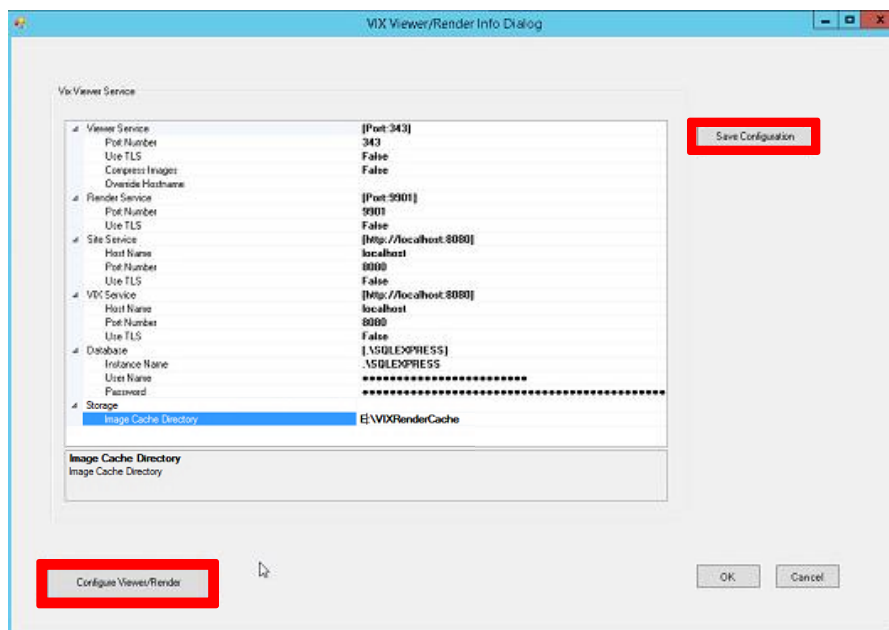 VIX Viewer/Render Info Dialog
Vix Viewer Service
Viewer Service [Port:343]
Port Number 343
Use TLS False
Compress Images False
Override Hostname
Render Service [Port:9901]
Port Number 9901
Use TLS False
Site Service [http://localhost:8080]
Host Name localhost
Port Number 8080
Use TLS False
VIX Service [http://localhost:8080]
Host Name localhost
Port Number 8080
Use TLS False
Database [.\SQLEXPRESS]
Instance Name .\SQLEXPRESS
User Name
Password
Storage
Image Cache Directory E:\VIXRenderCache
Image Cache Directory
Image Cache Directory
Save Configuration
Configure Viewer/Render
OK Cancel